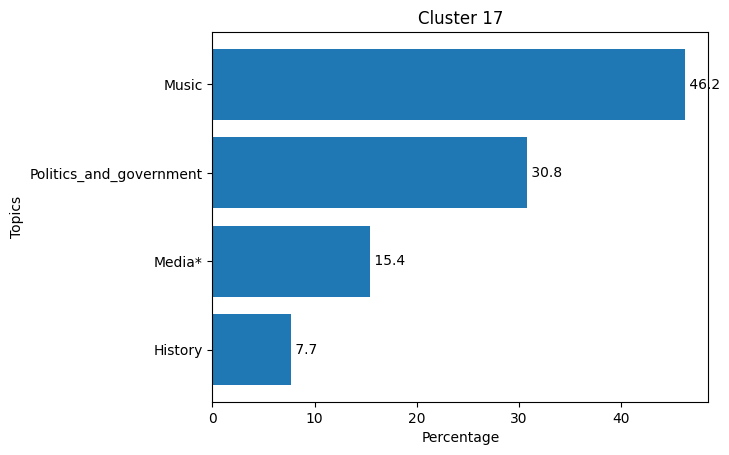 Cluster 17
Topics
Music
46.2
Politics_and_government
30.8
Media*
15.4
History
7.7
0 10 20 30 40
Percentage